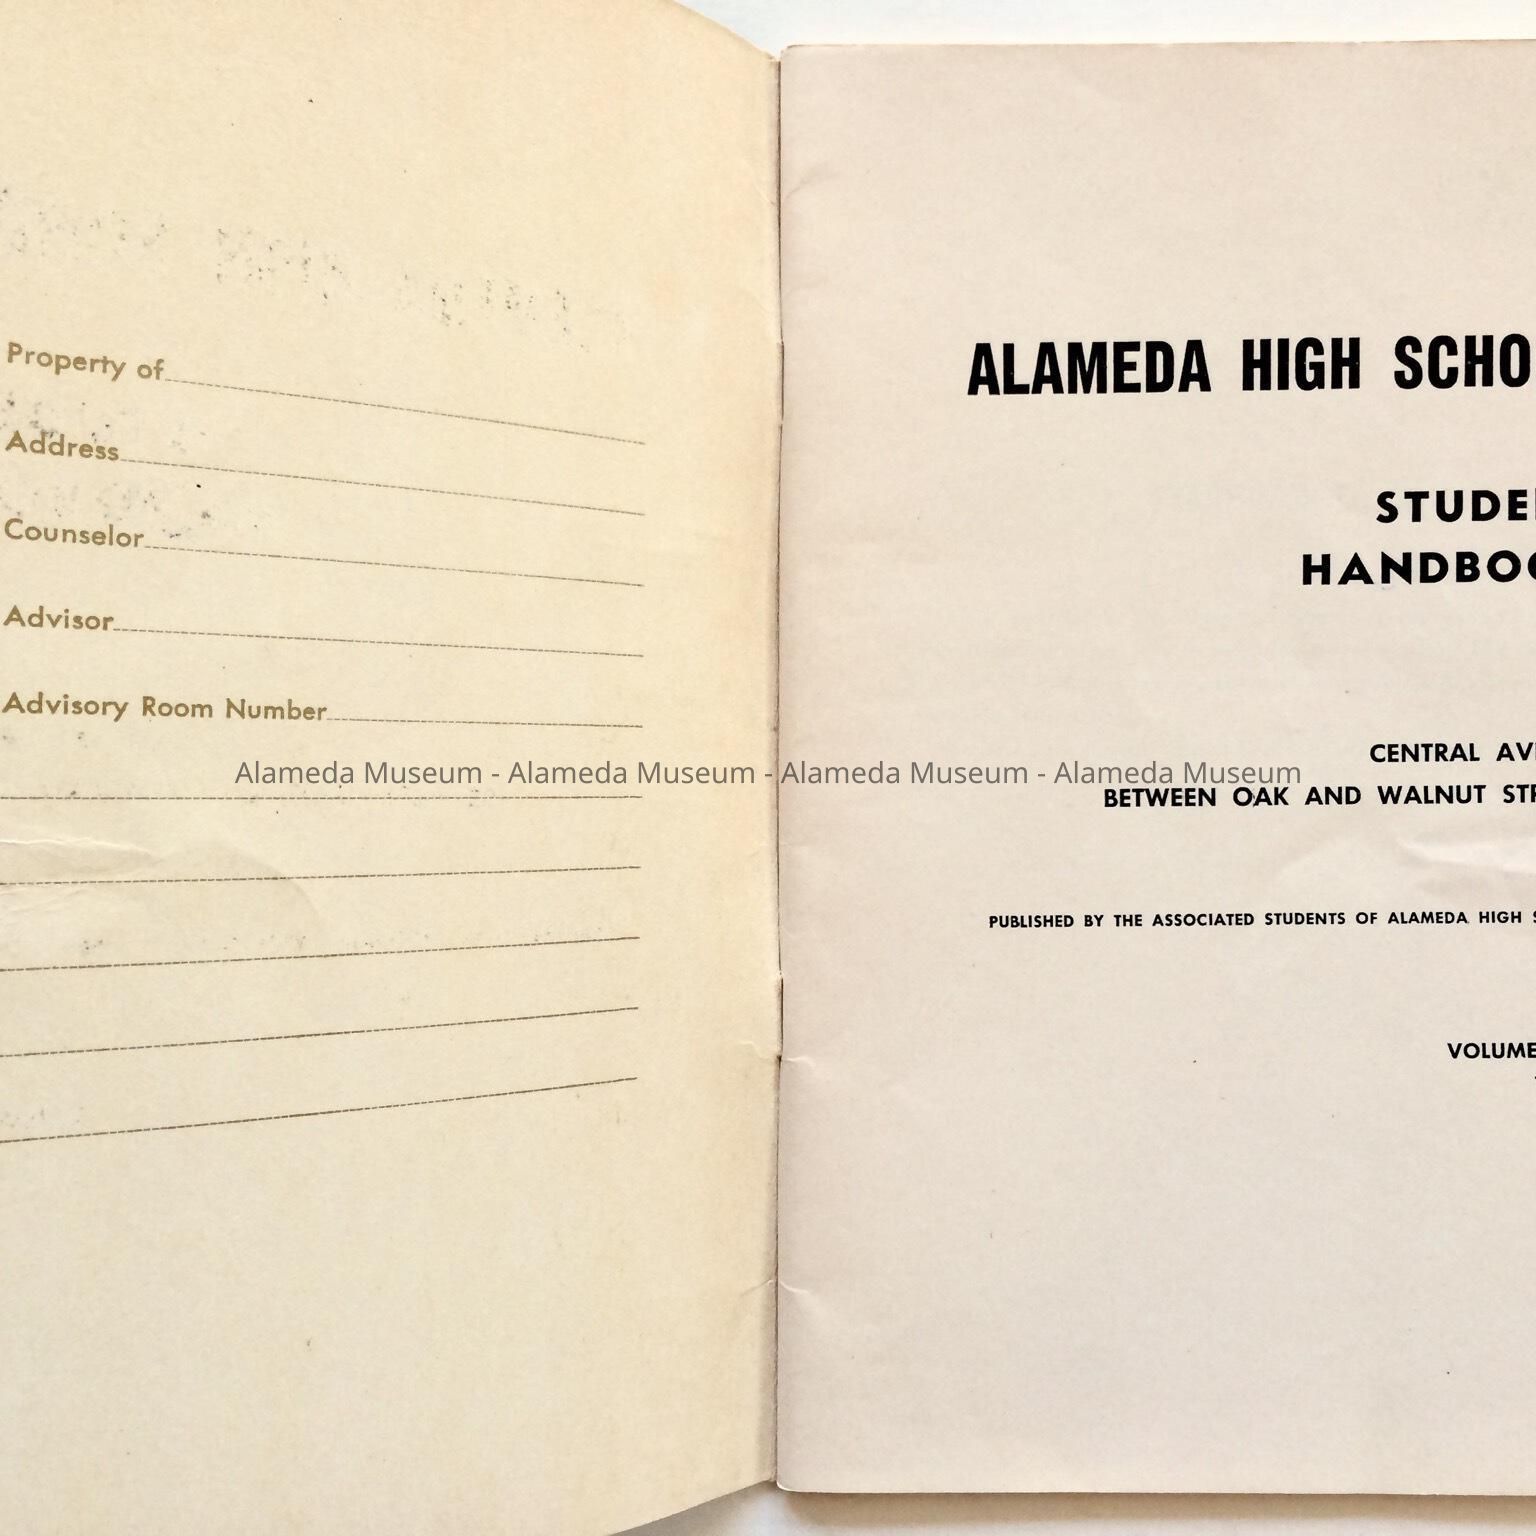 Property of
Address
Counselor
Advisor
Advisory Room Number
Alameda Museum - Alameda Museum - Alameda Museum - Alameda Museum
ALAMEDA HIGH SCHO
STUDE
HANDBOO
CENTRAL AV
BETWEEN OAK AND WALNUT ST
PUBLISHED BY THE ASSOCIATED STUDENTS OF ALAMEDA HIGH S
VOLUME